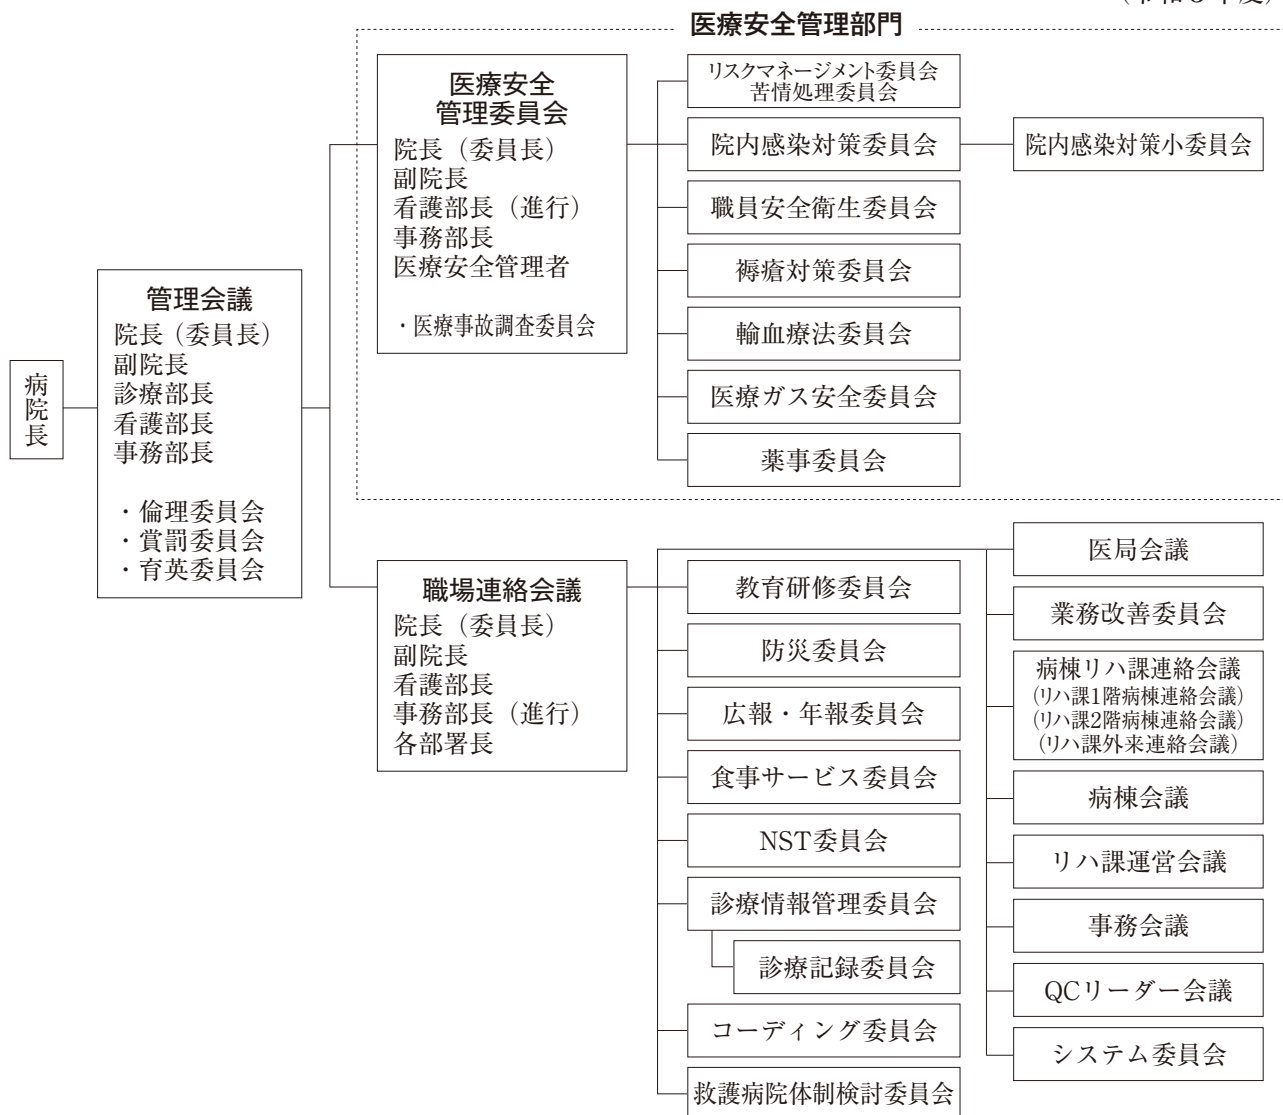 医療安全管理部門
病院長
管理会議
院長（委員長）
副院長
診療部長
看護部長
事務部長
・倫理委員会
・賞罰委員会
・育英委員会
医療安全
管理委員会
院長（委員長）
副院長
看護部長（進行）
事務部長
医療安全管理者
・医療事故調査委員会
リスクマネージメント委員会
苦情処理委員会
院内感染対策委員会
院内感染対策小委員会
職員安全衛生委員会
褥瘡対策委員会
輸血療法委員会
医療ガス安全委員会
薬事委員会
職場連絡会議
院長（委員長）
副院長
看護部長
事務部長（進行）
各部署長
教育研修委員会
防災委員会
広報・年報委員会
食事サービス委員会
NST委員会
診療情報管理委員会
診療記録委員会
コーディング委員会
救護病院体制検討委員会
医局会議
業務改善委員会
病棟リハ課連絡会議
(リハ課1階病棟連絡会議)
(リハ課2階病棟連絡会議)
(リハ課外来連絡会議)
病棟会議
リハ課運営会議
事務会議
QCリーダー会議
システム委員会